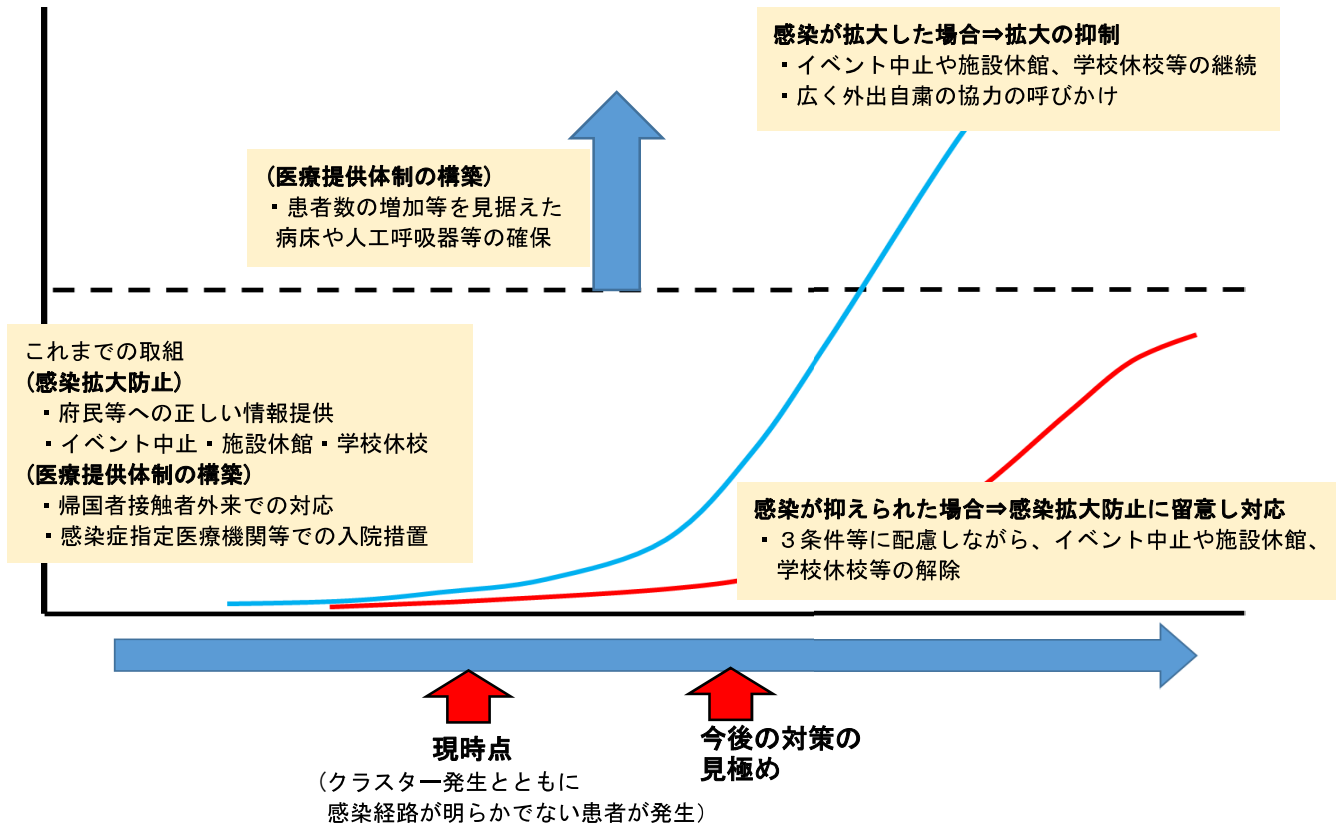 感染が拡大した場合⇒拡大の抑制
・イベント中止や施設休館、学校休校等の継続
・広く外出自粛の協力の呼びかけ
(医療提供体制の構築)
・患者数の増加等を見据えた
病床や人工呼吸器等の確保
これまでの取組
(感染拡大防止)
・府民等への正しい情報提供
・イベント中止・施設休館・学校休校
(医療提供体制の構築)
・帰国者接触者外来での対応
・感染症指定医療機関等での入院措置
感染が抑えられた場合⇒感染拡大防止に留意し対応
・３条件等に配慮しながら、イベント中止や施設休館、
学校休校等の解除
現時点
（クラスター発生とともに
感染経路が明らかでない患者が発生）
今後の対策の
見極め